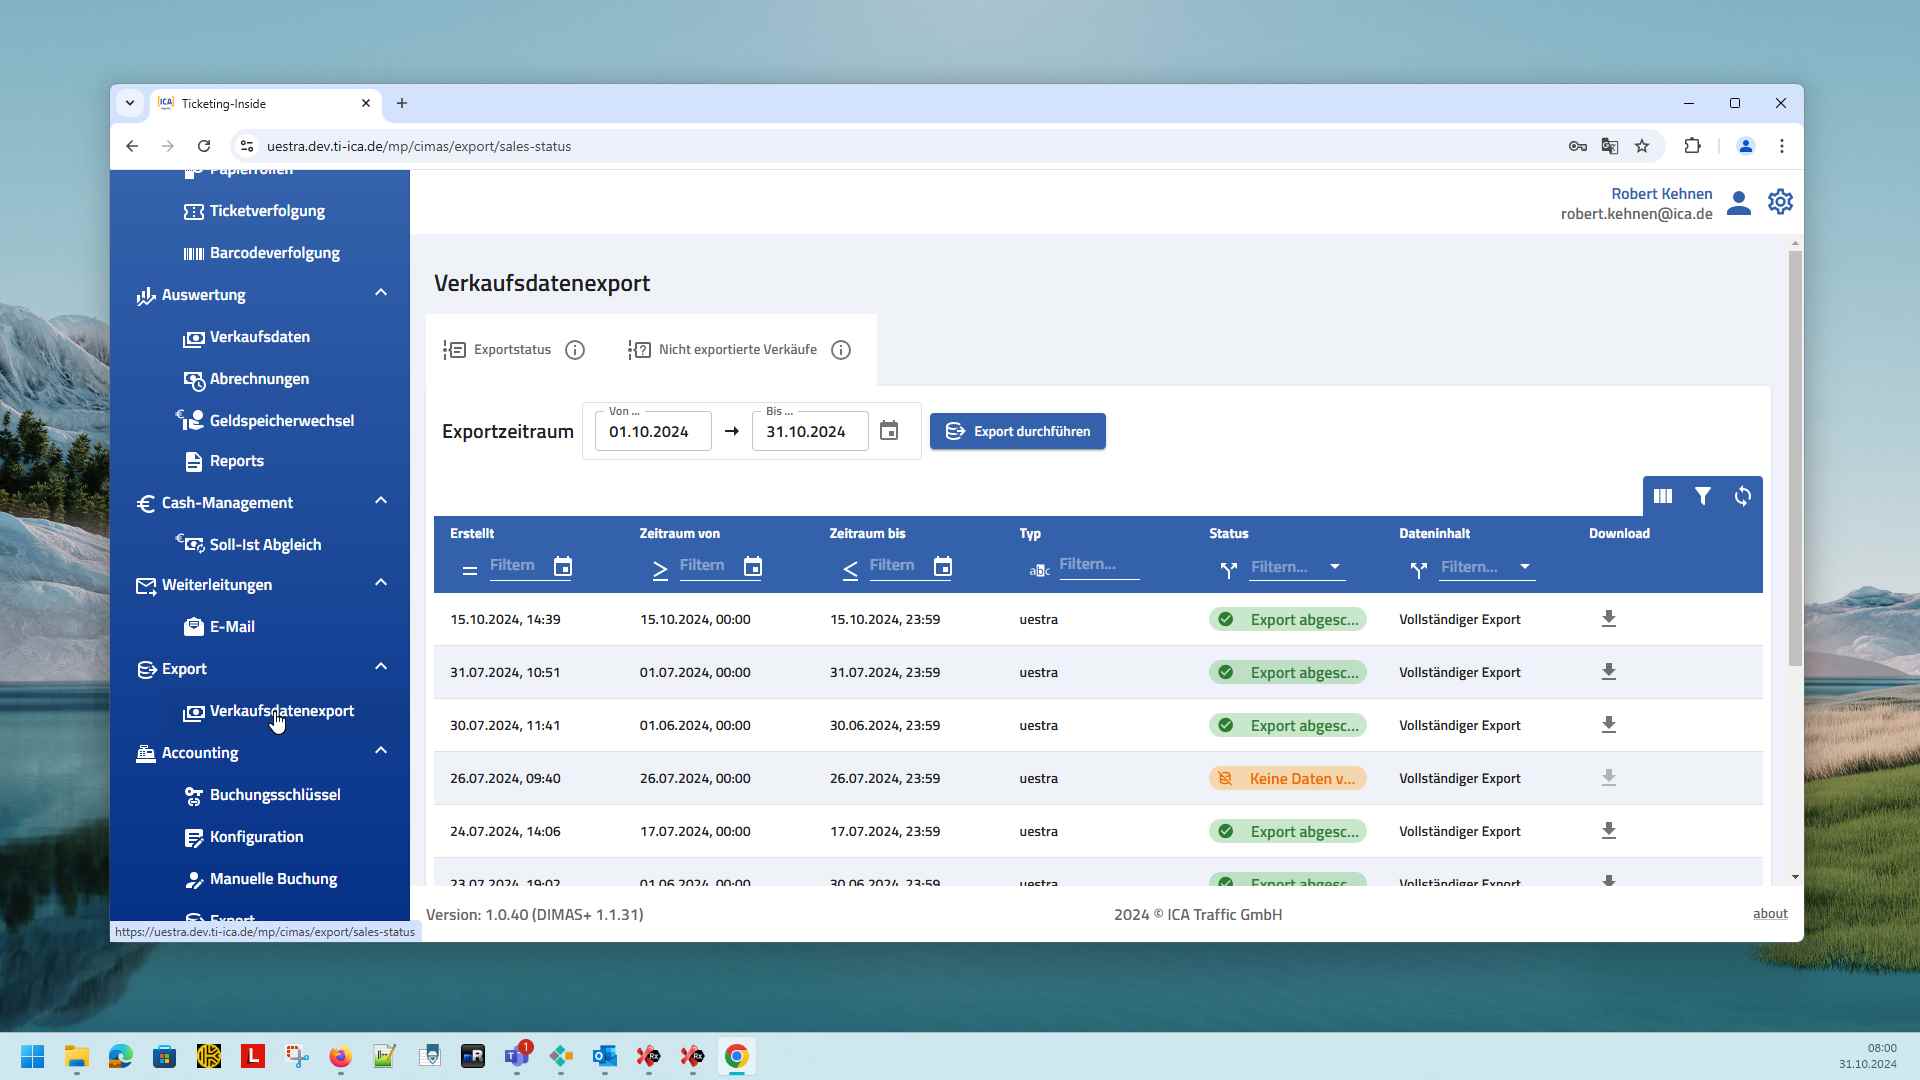 Ticketing-Inside
uestra.dev.ti-ica.de/mp/cimas/export/sales-status
Papierrollen
Ticketverfolgung
Barcodeverfolgung
Auswertung
Verkaufsdaten
Abrechnungen
Geldspeicherwechsel
Reports
Cash-Management
Soll-Ist Abgleich
Weiterleitungen
E-Mail
Export
Verkaufsdatenexport
Accounting
Buchungsschlüssel
Konfiguration
Manuelle Buchung
Export
https://uestra.dev.ti-ica.de/mp/cimas/export/sales-status
Robert Kehnen
robert.kehnen@ica.de
Verkaufsdatenexport
Exportstatus
Nicht exportierte Verkäufe
Exportzeitraum
Von ...
01.10.2024
Bis ...
31.10.2024
Export durchführen
Erstellt Zeitraum von Zeitraum bis Typ Status Dateninhalt Download
Filtern Filtern Filtern Filtern... Filtern... Filtern...
15.10.2024, 14:39 15.10.2024, 00:00 15.10.2024, 23:59 uestra Export abgesc... Vollständiger Export
31.07.2024, 10:51 01.07.2024, 00:00 31.07.2024, 23:59 uestra Export abgesc... Vollständiger Export
30.07.2024, 11:41 01.06.2024, 00:00 30.06.2024, 23:59 uestra Export abgesc... Vollständiger Export
26.07.2024, 09:40 26.07.2024, 00:00 26.07.2024, 23:59 uestra Keine Daten v... Vollständiger Export
24.07.2024, 14:06 17.07.2024, 00:00 17.07.2024, 23:59 uestra Export abgesc... Vollständiger Export
23.07.2024, 19:02 01.06.2024, 00:00 30.06.2024, 23:59 uestra Export abgesc... Vollständiger Export
Version: 1.0.40 (DIMAS+ 1.1.31)
2024 © ICA Traffic GmbH
about
08:00
31.10.2024